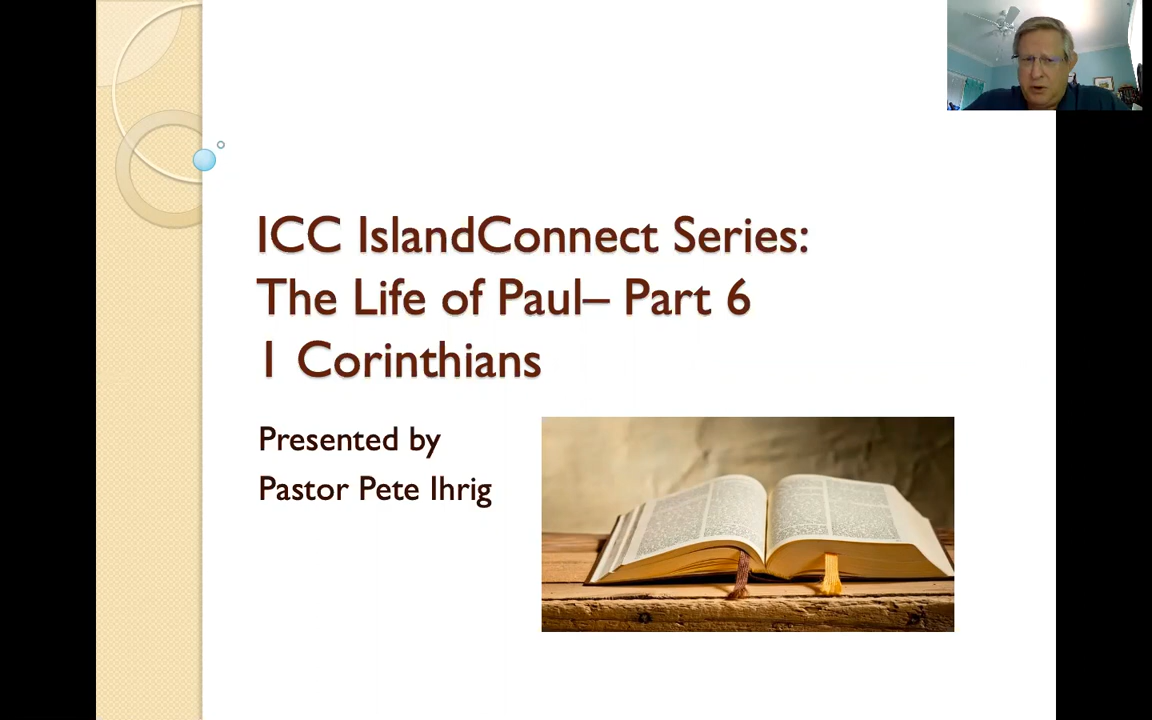 ICC IslandConnect Series:
The Life of Paul– Part 6
1 Corinthians
Presented by
Pastor Pete Ihrig